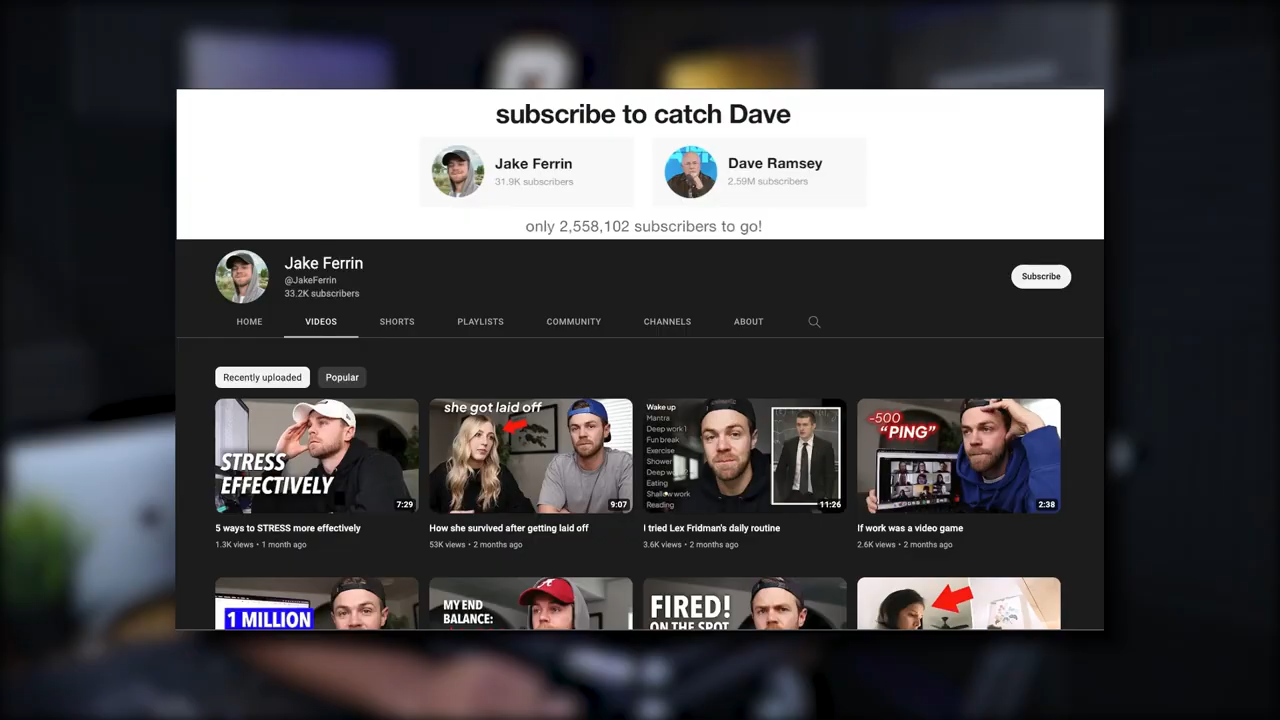 subscribe to catch Dave
Jake Ferrin
31.9K subscribers
Dave Ramsey
2.59M subscribers
only 2,558,102 subscribers to go!
Jake Ferrin
@JakeFerrin
33.2K subscribers
Subscribe
HOME
VIDEOS
SHORTS
PLAYLISTS
COMMUNITY
CHANNELS
ABOUT
Recently uploaded
Popular
STRESS
EFFECTIVELY
7:29
she got laid off
9:07
Wake up
Mantra
Deep work 1
Fun break
Exercise
Shower
Deep wo
Eating
Shallow work
Reading
11:26
-500
"PING"
2:38
5 ways to STRESS more effectively
1.3K views • 1 month ago
How she survived after getting laid off
53K views • 2 months ago
I tried Lex Fridman's daily routine
3.6K views • 2 months ago
If work was a video game
2.6K views • 2 months ago
1 MILLION
MY END
BALANCE:
FIRED!
ON THE SPOT